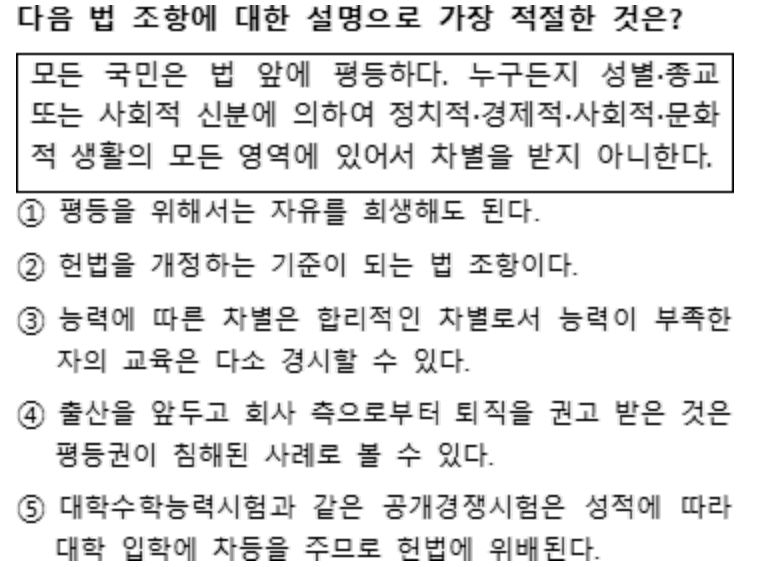 다음 법 조항에 대한 설명으로 가장 적절한 것은?
모든 국민은 법 앞에 평등하다. 누구든지 성별·종교
또는 사회적 신분에 의하여 정치적·경제적·사회적·문화
적 생활의 모든 영역에 있어서 차별을 받지 아니한다.
① 평등을 위해서는 자유를 희생해도 된다.
② 헌법을 개정하는 기준이 되는 법 조항이다.
③ 능력에 따른 차별은 합리적인 차별로서 능력이 부족한
자의 교육은 다소 경시할 수 있다.
④ 출산을 앞두고 회사 측으로부터 퇴직을 권고 받은 것은
평등권이 침해된 사례로 볼 수 있다.
⑤ 대학수학능력시험과 같은 공개경쟁시험은 성적에 따라
대학 입학에 차등을 주므로 헌법에 위배된다.